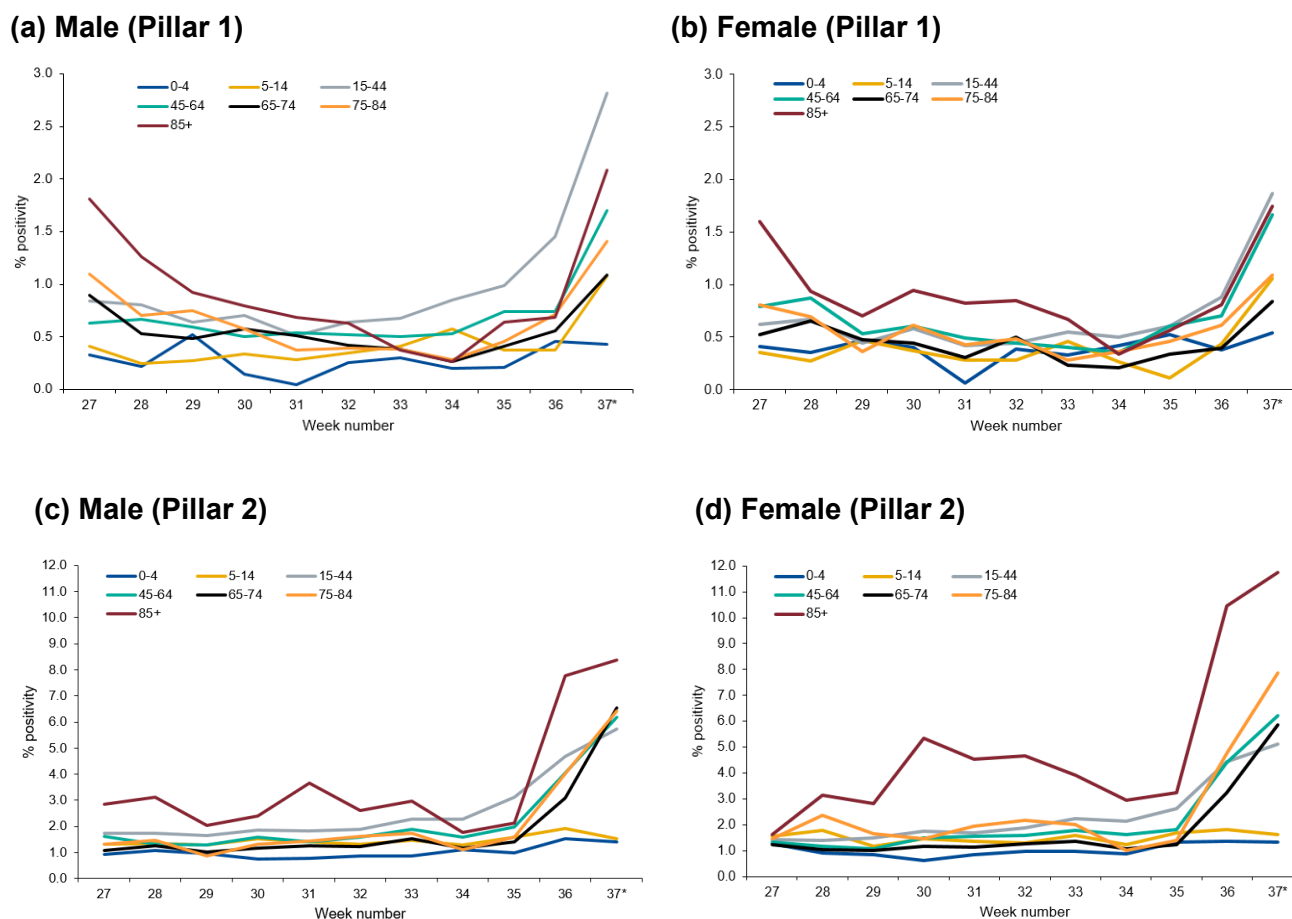 (a) Male (Pillar 1)
3.0
2.5
2.0
1.5
1.0
0.5
0.0
% positivity
0-4 5-14 15-44
45-64 65-74 75-84
85+
27 28 29 30 31 32 33 34 35 36 37*
Week number
(b) Female (Pillar 1)
3.0
2.5
2.0
1.5
1.0
0.5
0.0
% positivity
0-4 5-14 15-44
45-64 65-74 75-84
85+
27 28 29 30 31 32 33 34 35 36 37*
Week number
(c) Male (Pillar 2)
12.0
11.0
10.0
9.0
8.0
7.0
6.0
5.0
4.0
3.0
2.0
1.0
0.0
% positivity
0-4 5-14 15-44
45-64 65-74 75-84
85+
27 28 29 30 31 32 33 34 35 36 37*
Week number
(d) Female (Pillar 2)
12.0
11.0
10.0
9.0
8.0
7.0
6.0
5.0
4.0
3.0
2.0
1.0
0.0
% positivity
0-4 5-14 15-44
45-64 65-74 75-84
85+
27 28 29 30 31 32 33 34 35 36 37*
Week number